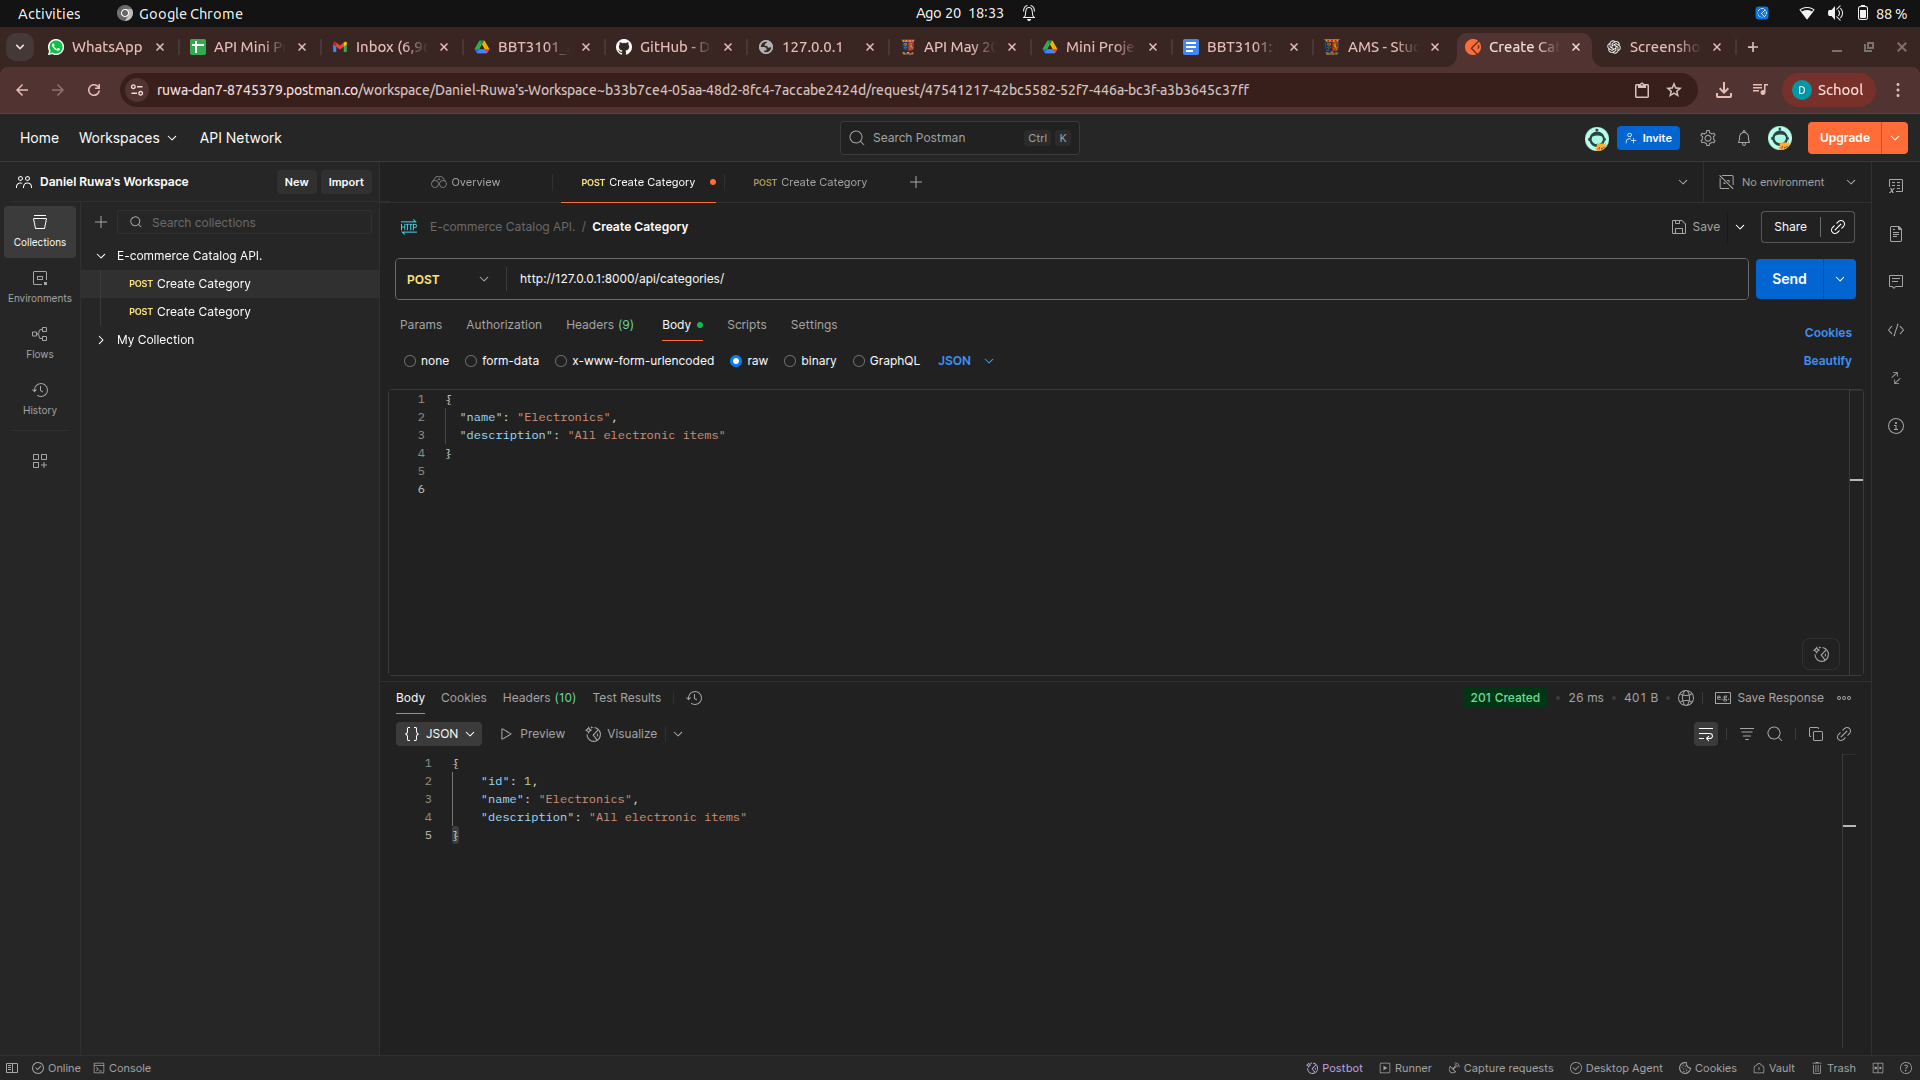 Activities Google Chrome Ago 20 18:33 88 %
WhatsApp API Mini P Inbox (6,9 BBT3101_ GitHub - D 127.0.0.1 API May 20 Mini Proje BBT3101: AMS - Stud Create Cat Screensho
ruwa-dan7-8745379.postman.co/workspace/Daniel-Ruwa's-Workspace~b33b7ce4-05aa-48d2-8fc4-7accabe2424d/request/47541217-42bc5582-52f7-446a-bc3f-a3b3645c37ff D School
Home Workspaces API Network Search Postman Ctrl K Invite Upgrade
Daniel Ruwa's Workspace New Import Overview POST Create Category POST Create Category No environment
Collections Search collections HTTP E-commerce Catalog API. / Create Category Save Share
E-commerce Catalog API.
POST Create Category
POST Create Category
My Collection
Environments
Flows
History
POST http://127.0.0.1:8000/api/categories/ Send
Params Authorization Headers (9) Body Scripts Settings Cookies
none form-data x-www-form-urlencoded raw binary GraphQL JSON Beautify
1 {
2 "name": "Electronics",
3 "description": "All electronic items"
4 }
5
6
Body Cookies Headers (10) Test Results 201 Created 26 ms 401 B e.g. Save Response
{} JSON Preview Visualize
1 {
2 "id": 1,
3 "name": "Electronics",
4 "description": "All electronic items"
5 }
Online Console Postbot Runner Capture requests Desktop Agent Cookies Vault Trash